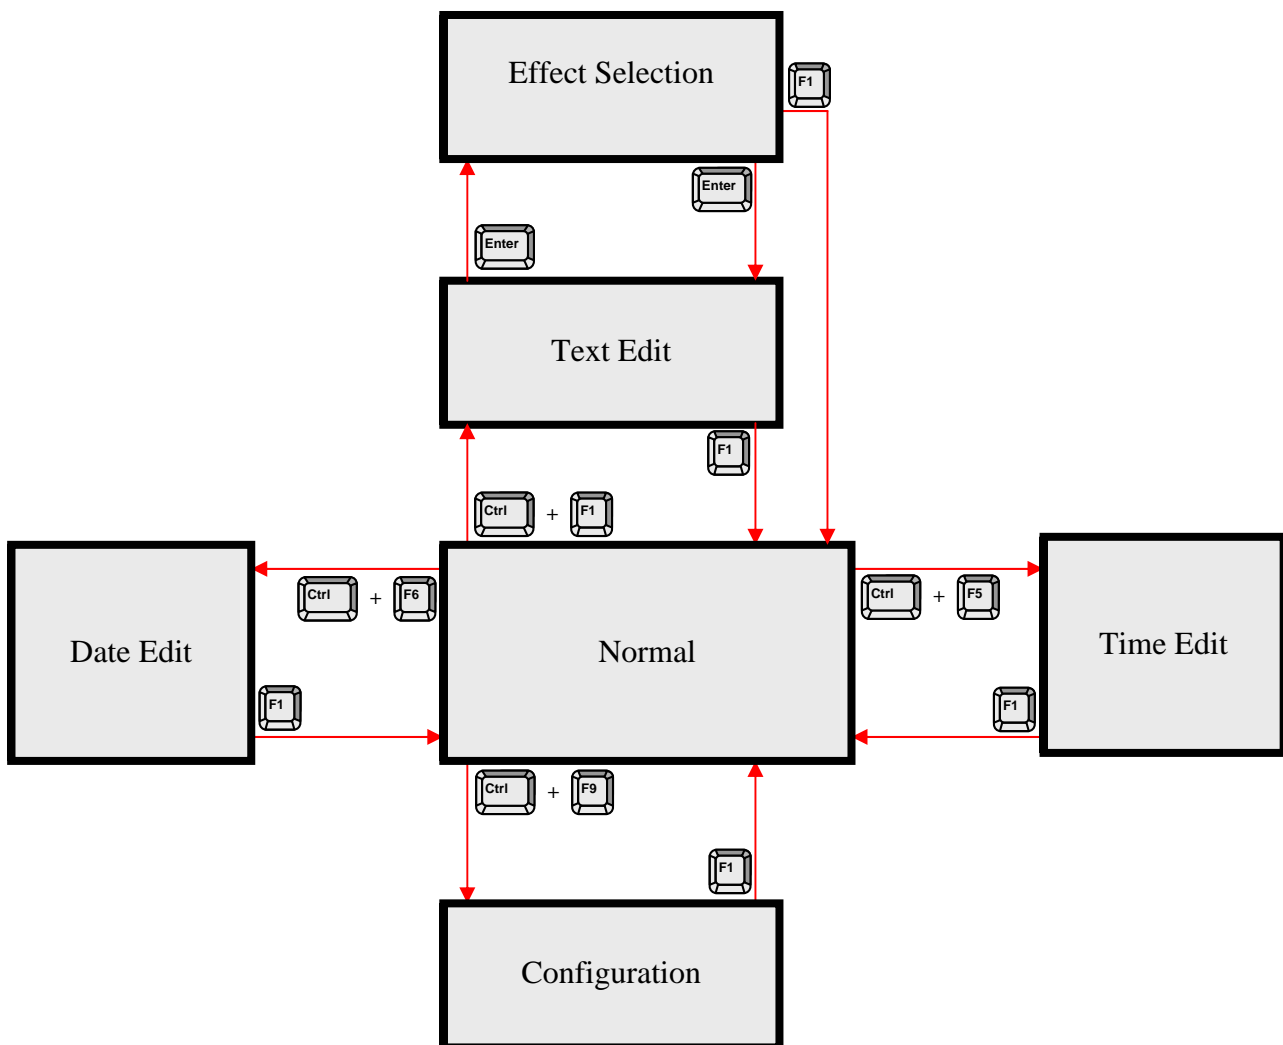 Effect Selection
F1
Enter
Enter
Text Edit
F1
Ctrl + F1
Ctrl + F6
Ctrl + F5
Date Edit
Normal
Time Edit
F1
F1
Ctrl + F9
F1
Configuration